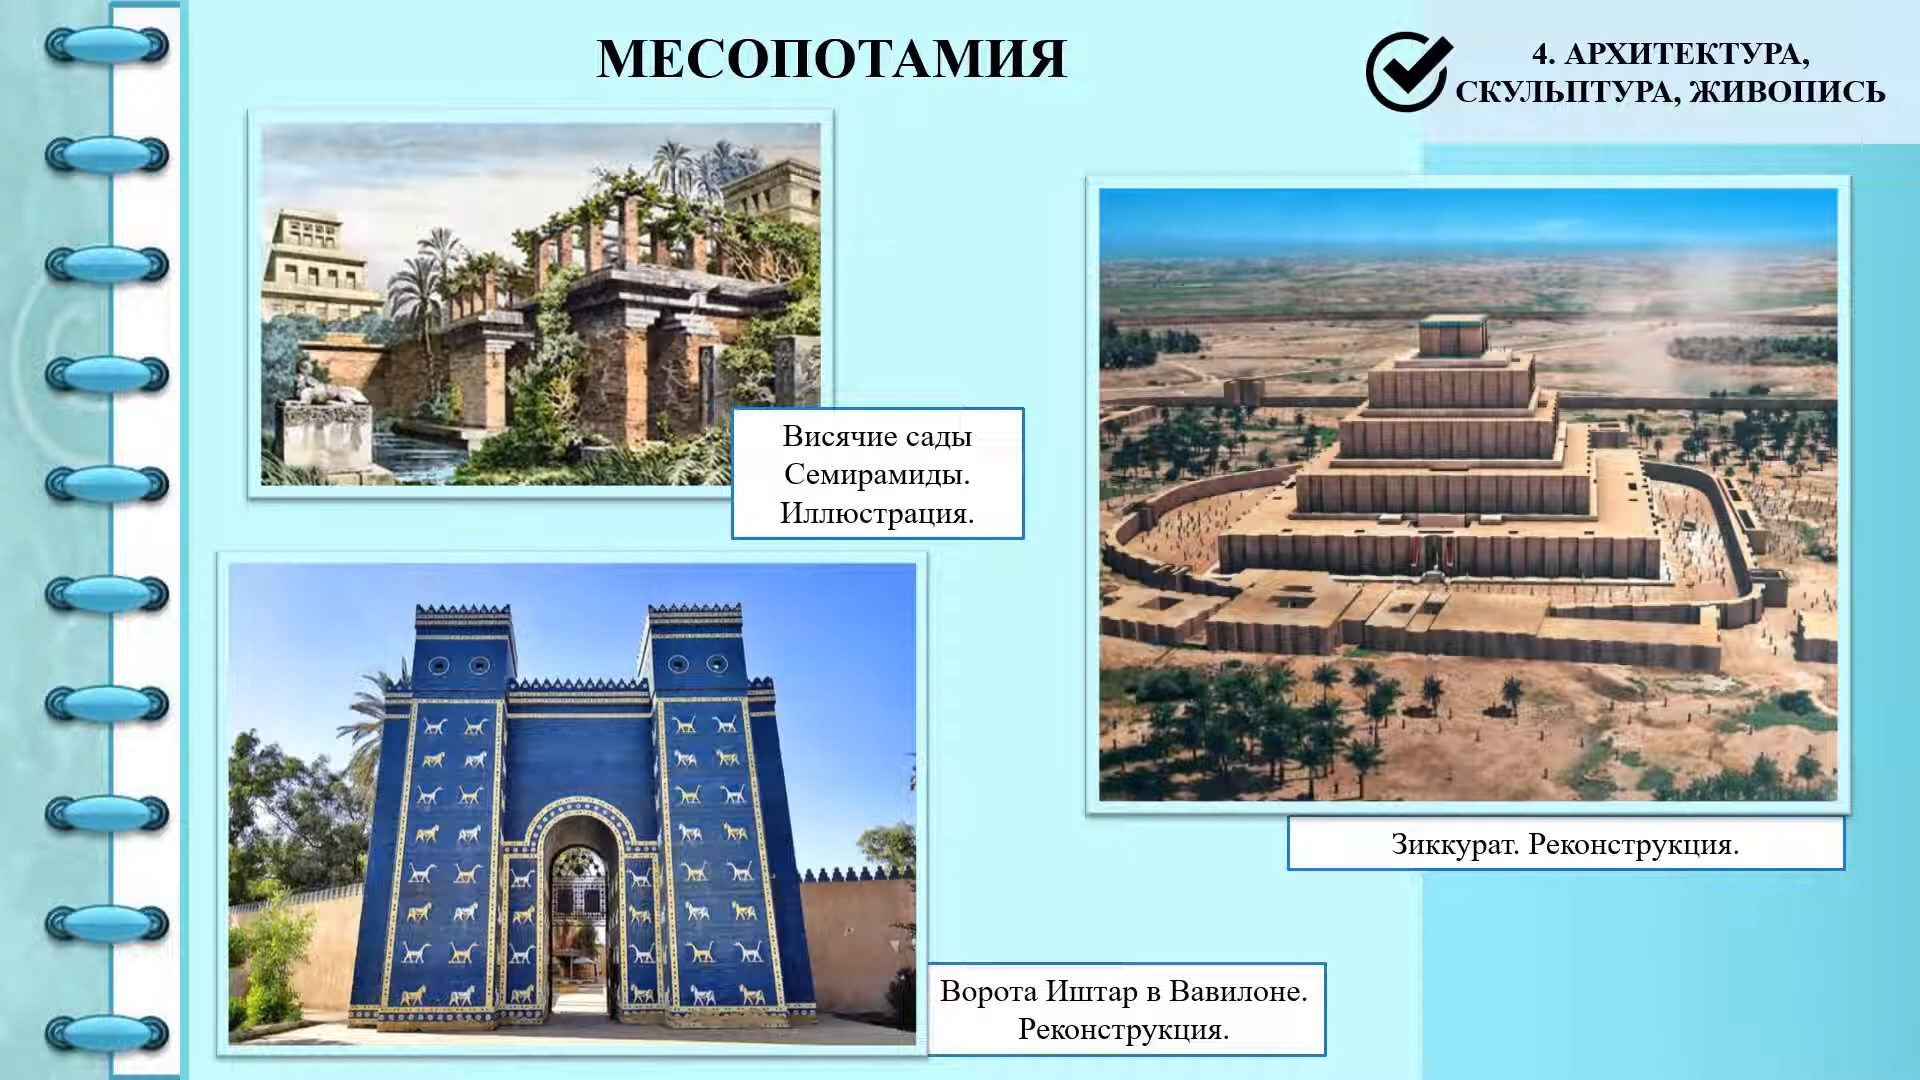 МЕСОПОТАМИЯ
4. АРХИТЕКТУРА,
СКУЛЬПТУРА, ЖИВОПИСЬ
Висячие сады
Семирамиды.
Иллюстрация.
Зиккурат. Реконструкция.
Ворота Иштар в Вавилоне.
Реконструкция.